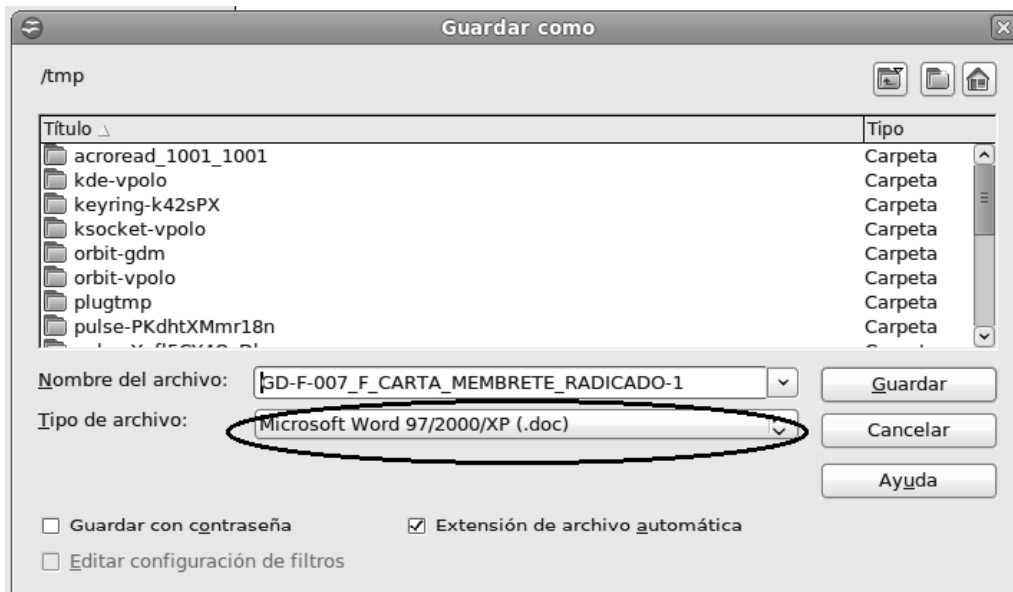 Guardar como
/tmp
Título Tipo
acroread_1001_1001 Carpeta
kde-vpolo Carpeta
keyring-k42sPX Carpeta
ksocket-vpolo Carpeta
orbit-gdm Carpeta
orbit-vpolo Carpeta
plugtmp Carpeta
pulse-PKdhtXMmr18n Carpeta
Nombre del archivo: GD-F-007_F_CARTA_MEMBRETE_RADICADO-1 Guardar
Tipo de archivo: Microsoft Word 97/2000/XP (.doc) Cancelar
Ayuda
Guardar con contraseña Extensión de archivo automática
Editar configuración de filtros